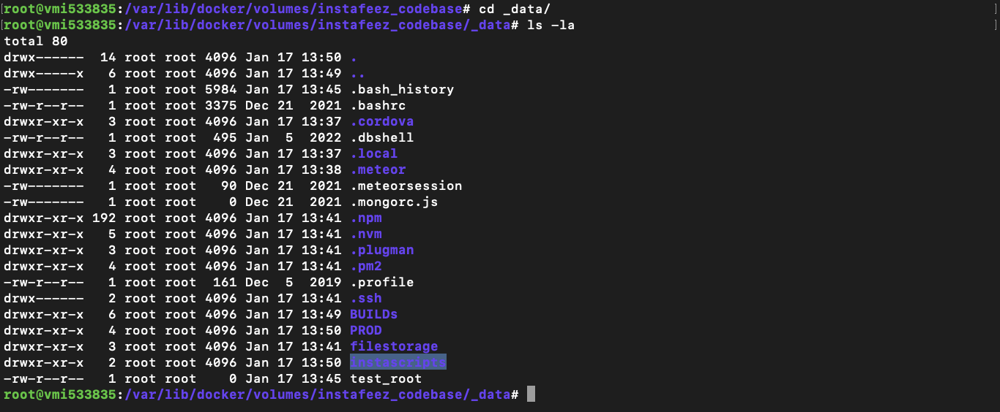 [root@vmi533835:/var/lib/docker/volumes/instafeez_codebase# cd _data/ ]
[root@vmi533835:/var/lib/docker/volumes/instafeez_codebase/_data# ls -la ]
total 80
drwx------  14 root root 4096 Jan 17 13:50 .
drwx-----x   6 root root 4096 Jan 17 13:49 ..
-rw-------   1 root root 5984 Jan 17 13:45 .bash_history
-rw-r--r--   1 root root 3375 Dec 21  2021 .bashrc
drwxr-xr-x   3 root root 4096 Jan 17 13:37 .cordova
-rw-r--r--   1 root root  495 Jan  5  2022 .dbshell
drwxr-xr-x   3 root root 4096 Jan 17 13:37 .local
drwxr-xr-x   4 root root 4096 Jan 17 13:38 .meteor
-rw-------   1 root root   90 Dec 21  2021 .meteorsession
-rw-------   1 root root    0 Dec 21  2021 .mongorc.js
drwxr-xr-x 192 root root 4096 Jan 17 13:41 .npm
drwxr-xr-x   5 root root 4096 Jan 17 13:41 .nvm
drwxr-xr-x   3 root root 4096 Jan 17 13:41 .plugman
drwxr-xr-x   4 root root 4096 Jan 17 13:41 .pm2
-rw-r--r--   1 root root  161 Dec  5  2019 .profile
drwx------   2 root root 4096 Jan 17 13:41 .ssh
drwxr-xr-x   6 root root 4096 Jan 17 13:49 BUILDs
drwxr-xr-x   4 root root 4096 Jan 17 13:50 PROD
drwxr-xr-x   3 root root 4096 Jan 17 13:41 filestorage
drwxr-xr-x   2 root root 4096 Jan 17 13:50 instascripts
-rw-r--r--   1 root root    0 Jan 17 13:45 test_root
root@vmi533835:/var/lib/docker/volumes/instafeez_codebase/_data#